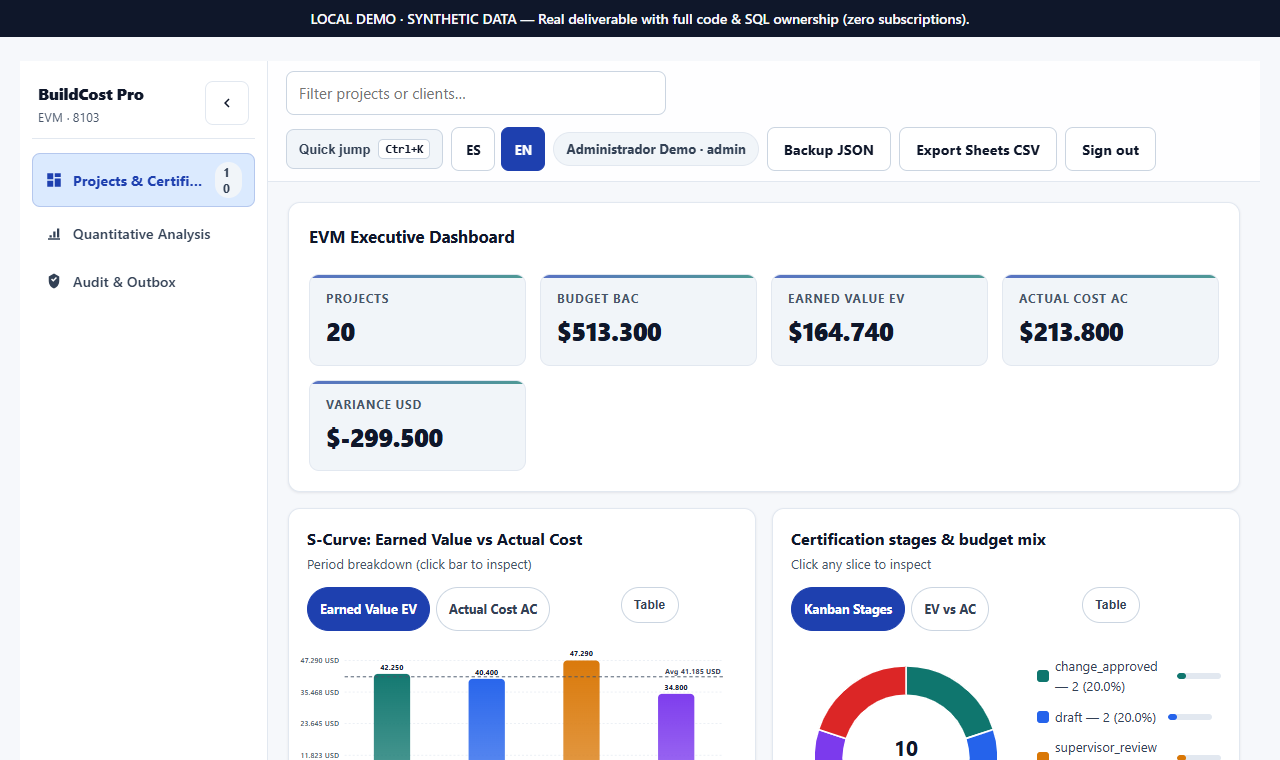 LOCAL DEMO · SYNTHETIC DATA — Real deliverable with full code & SQL ownership (zero subscriptions).
BuildCost Pro
EVM · 8103
Projects & Certifi...
10
Quantitative Analysis
Audit & Outbox
Filter projects or clients...
Quick jump Ctrl+K ES EN Administrador Demo · admin Backup JSON Export Sheets CSV Sign out
EVM Executive Dashboard
PROJECTS
20
BUDGET BAC
$513.300
EARNED VALUE EV
$164.740
ACTUAL COST AC
$213.800
VARIANCE USD
$-299.500
S-Curve: Earned Value vs Actual Cost
Period breakdown (click bar to inspect)
Earned Value EV Actual Cost AC Table
47.290 USD
35.468 USD
23.645 USD
11.823 USD
42.250
40.400
47.290
34.800
Avg 41.185 USD
Certification stages & budget mix
Click any slice to inspect
Kanban Stages EV vs AC Table
10
change_approved
— 2 (20.0%)
draft — 2 (20.0%)
supervisor_review